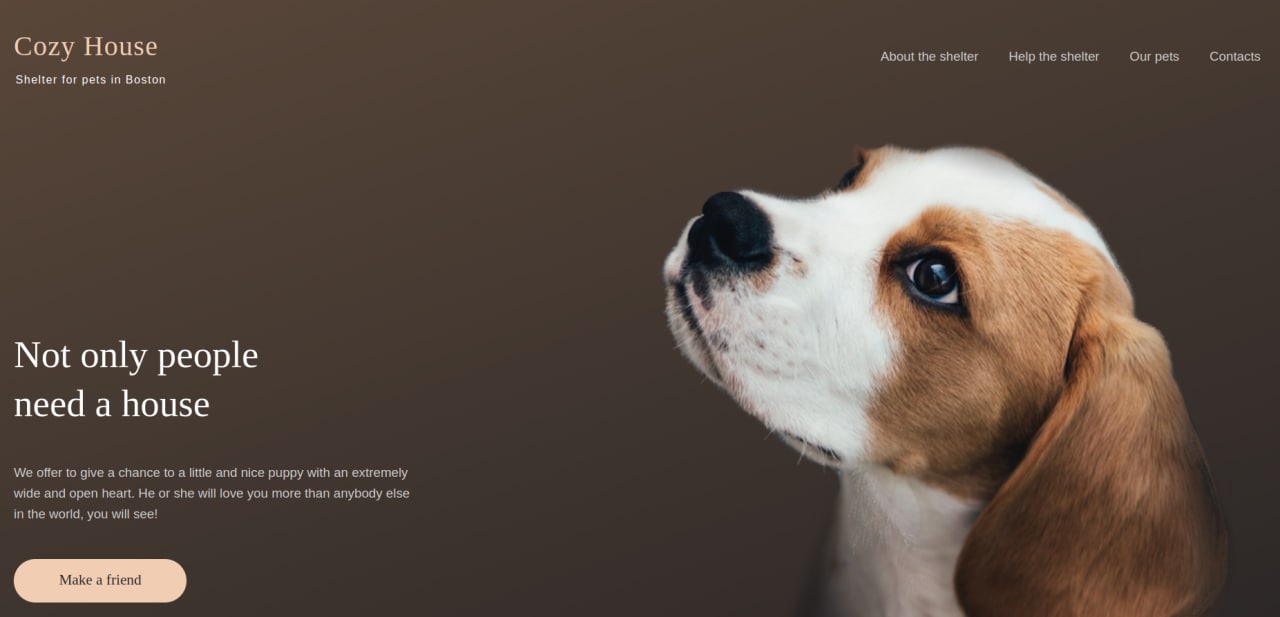 Cozy House
Shelter for pets in Boston
About the shelter
Help the shelter
Our pets
Contacts
Not only people
need a house
We offer to give a chance to a little and nice puppy with an extremely
wide and open heart. He or she will love you more than anybody else
in the world, you will see!
Make a friend